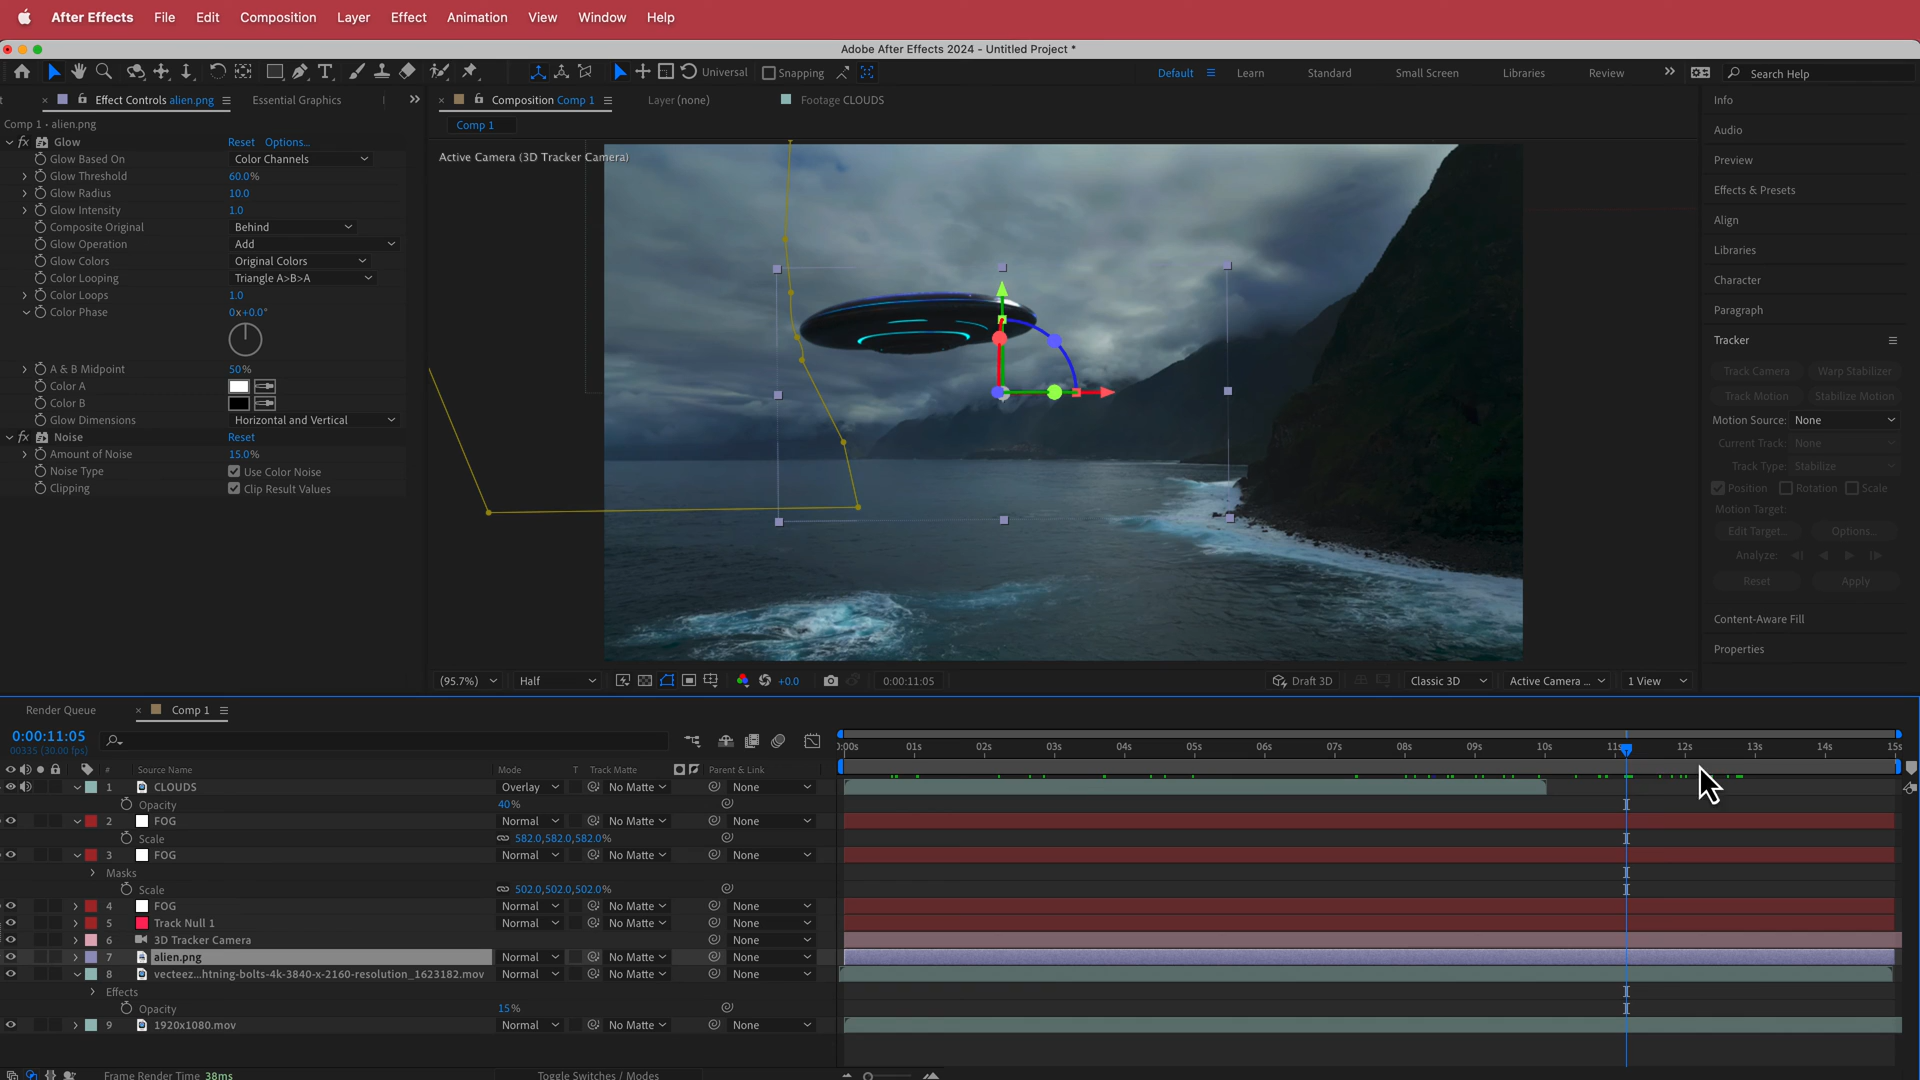 After Effects File Edit Composition Layer Effect Animation View Window Help
Adobe After Effects 2024 - Untitled Project *
Universal Snapping Default Learn Standard Small Screen Libraries Review Search Help
Effect Controls alien.png Essential Graphics
Comp 1 • alien.png
fx Glow Reset Options...
Glow Based On Color Channels
Glow Threshold 60.0%
Glow Radius 10.0
Glow Intensity 1.0
Composite Original Behind
Glow Operation Add
Glow Colors Original Colors
Color Looping Triangle A>B>A
Color Loops 1.0
Color Phase 0x+0.0°
A & B Midpoint 50%
Color A
Color B
Glow Dimensions Horizontal and Vertical
fx Noise Reset
Amount of Noise 15.0%
Noise Type Use Color Noise
Clipping Clip Result Values
Composition Comp 1 Layer (none) Footage CLOUDS
Comp 1
Active Camera (3D Tracker Camera)
(95.7%) Half +0.0 0:00:11:05 Draft 3D Classic 3D Active Camera ... 1 View
Info
Audio
Preview
Effects & Presets
Align
Libraries
Character
Paragraph
Tracker
Track Camera Warp Stabilizer
Track Motion Stabilize Motion
Motion Source: None
Current Track: None
Track Type: Stabilize
Position Rotation Scale
Motion Target:
Edit Target... Options...
Analyze:
Reset Apply
Content-Aware Fill
Properties
Render Queue Comp 1
0:00:11:05
00335 (30.00 fps)
# Source Name Mode T Track Matte Parent & Link
0:00s 01s 02s 03s 04s 05s 06s 07s 08s 09s 10s 11s 12s 13s 14s 15s
1 CLOUDS Overlay No Matte None
Opacity 40%
2 FOG Normal No Matte None
Scale 582.0,582.0,582.0%
3 FOG Normal No Matte None
Masks
Scale 502.0,502.0,502.0%
4 FOG Normal No Matte None
5 Track Null 1 Normal No Matte None
6 3D Tracker Camera None
7 alien.png Normal No Matte None
8 vecteez...htning-bolts-4k-3840-x-2160-resolution_1623182.mov Normal No Matte None
Effects
Opacity 15%
9 1920x1080.mov Normal No Matte None
Frame Render Time 38ms Toggle Switches / Modes